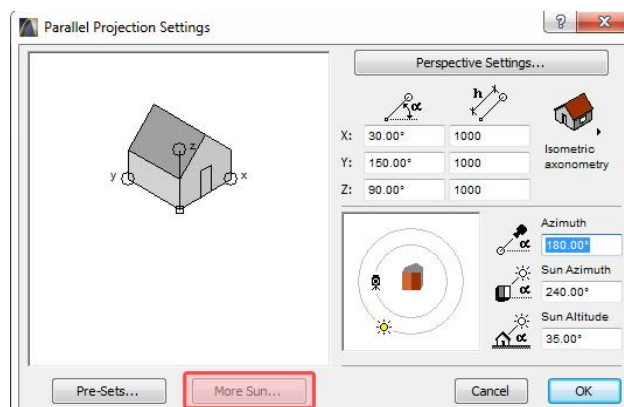 Parallel Projection Settings
?
Perspective Settings...
α
h
X: 30.00° 1000
Y: 150.00° 1000
Z: 90.00° 1000
Isometric
axonometry
z
y
x
Azimuth
α 180.00°
Sun Azimuth
α 240.00°
Sun Altitude
α 35.00°
Pre-Sets...
More Sun...
Cancel
OK